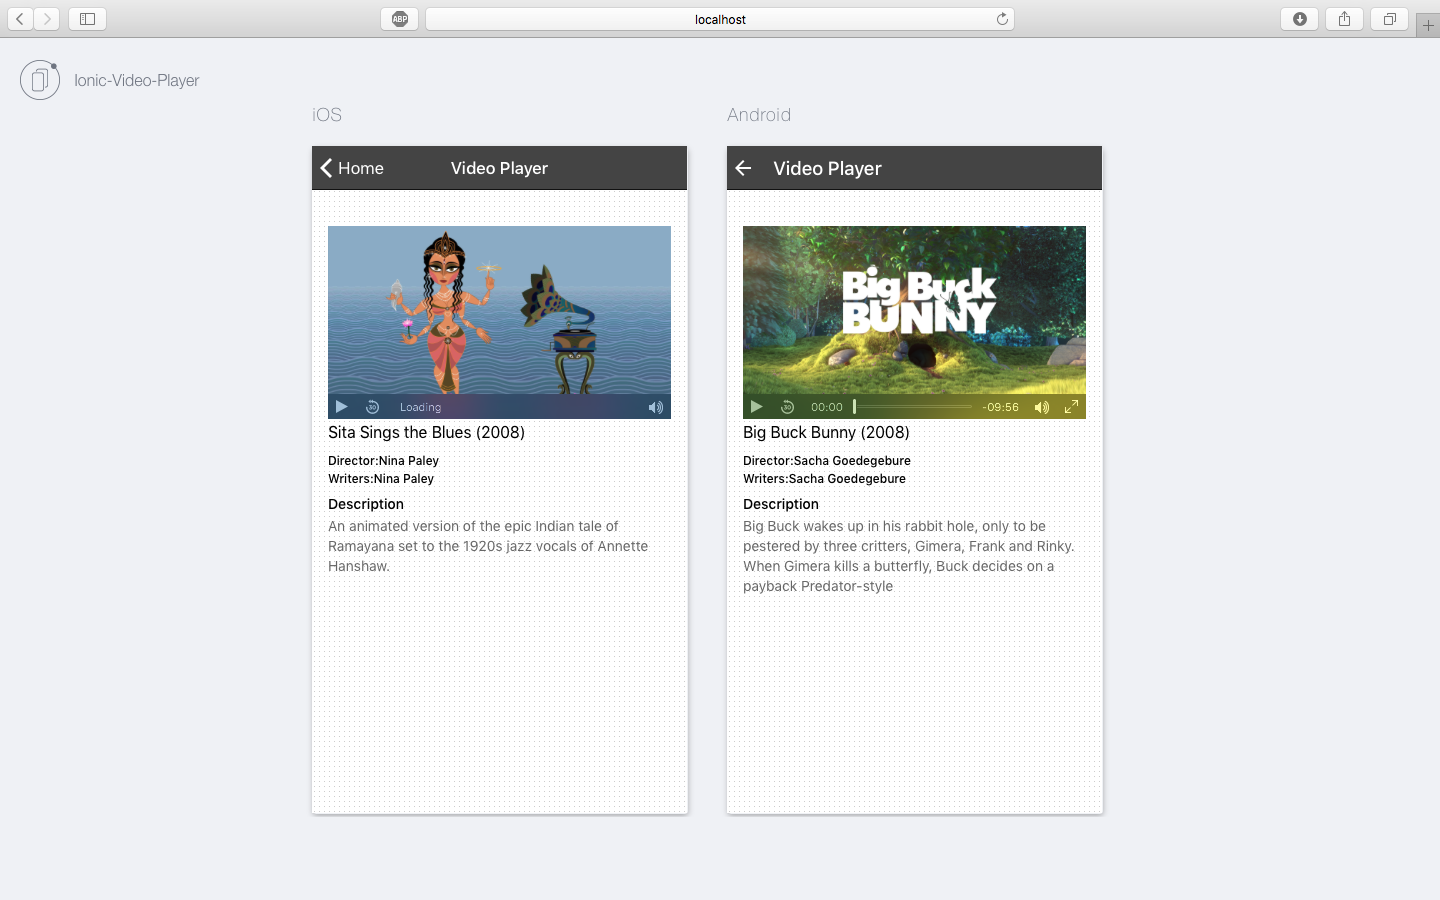 localhost
ABP
Ionic-Video-Player
iOS
Android
Home
Video Player
Video Player
30
Loading
Sita Sings the Blues (2008)
Director:Nina Paley
Writers:Nina Paley
Description
An animated version of the epic Indian tale of
Ramayana set to the 1920s jazz vocals of Annette
Hanshaw.
Big Buck
BUNNY
30
00:00
-09:56
Big Buck Bunny (2008)
Director:Sacha Goedegebure
Writers:Sacha Goedegebure
Description
Big Buck wakes up in his rabbit hole, only to be
pestered by three critters, Gimera, Frank and Rinky.
When Gimera kills a butterfly, Buck decides on a
payback Predator-style